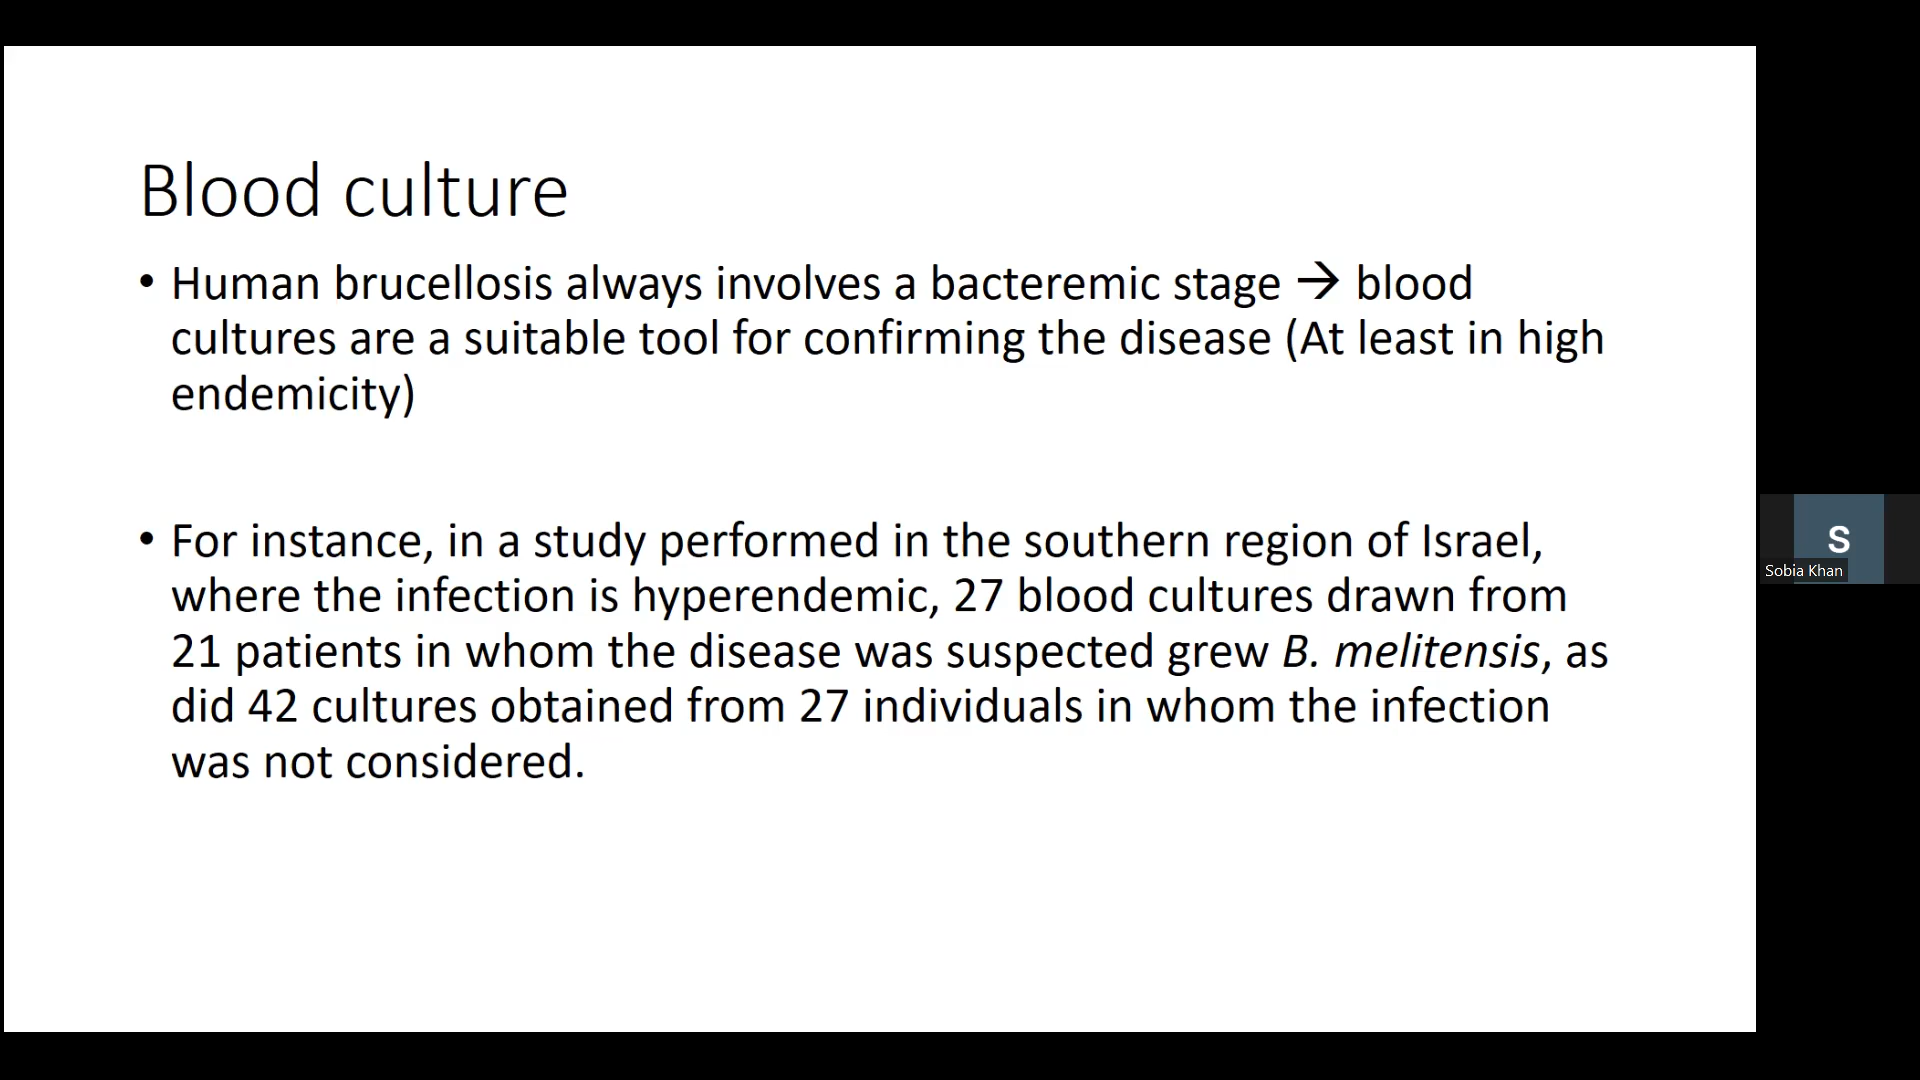 Blood culture
• Human brucellosis always involves a bacteremic stage → blood
cultures are a suitable tool for confirming the disease (At least in high
endemicity)
• For instance, in a study performed in the southern region of Israel,
where the infection is hyperendemic, 27 blood cultures drawn from
21 patients in whom the disease was suspected grew B. melitensis, as
did 42 cultures obtained from 27 individuals in whom the infection
was not considered.
S
Sobia Khan